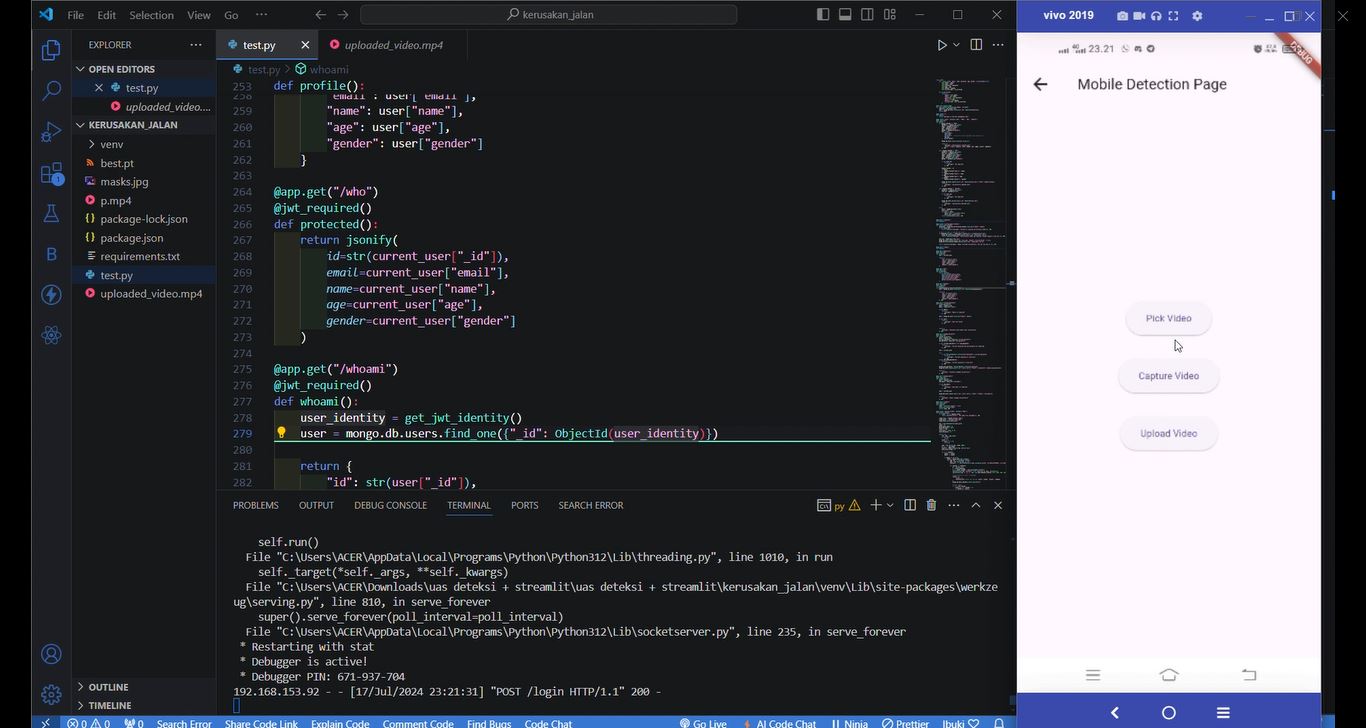 File Edit Selection View Go ··· kerusakan_jalan
EXPLORER ···
OPEN EDITORS
test.py
uploaded_video....
KERUSAKAN_JALAN
venv
best.pt
masks.jpg
p.mp4
package-lock.json
package.json
requirements.txt
test.py
uploaded_video.mp4
OUTLINE
TIMELINE
test.py uploaded_video.mp4
test.py > whoami
253 def profile():
258 "email": user["email"],
259 "name": user["name"],
260 "age": user["age"],
261 "gender": user["gender"]
262 }
263
264 @app.get("/who")
265 @jwt_required()
266 def protected():
267 return jsonify(
268 id=str(current_user["_id"]),
269 email=current_user["email"],
270 name=current_user["name"],
271 age=current_user["age"],
272 gender=current_user["gender"]
273 )
274
275 @app.get("/whoami")
276 @jwt_required()
277 def whoami():
278 user_identity = get_jwt_identity()
279 user = mongo.db.users.find_one({"_id": ObjectId(user_identity)})
280
281 return {
282 "id": str(user["_id"]),
PROBLEMS OUTPUT DEBUG CONSOLE TERMINAL PORTS SEARCH ERROR py
self.run()
File "C:\Users\ACER\AppData\Local\Programs\Python\Python312\Lib\threading.py", line 1010, in run
self._target(*self._args, **self._kwargs)
File "C:\Users\ACER\Downloads\uas deteksi + streamlit\uas deteksi + streamlit\kerusakan_jalan\venv\Lib\site-packages\werkze
ug\serving.py", line 810, in serve_forever
super().serve_forever(poll_interval=poll_interval)
File "C:\Users\ACER\AppData\Local\Programs\Python\Python312\Lib\socketserver.py", line 235, in serve_forever
* Restarting with stat
* Debugger is active!
* Debugger PIN: 671-937-704
192.168.153.92 - - [17/Jul/2024 23:21:31] "POST /login HTTP/1.1" 200 -
0 0 0 Search Error Share Code Link Explain Code Comment Code Find Bugs Code Chat Go Live AI Code Chat Ninja Prettier Ibuki
vivo 2019
23.21
DEBUG
Mobile Detection Page
Pick Video
Capture Video
Upload Video